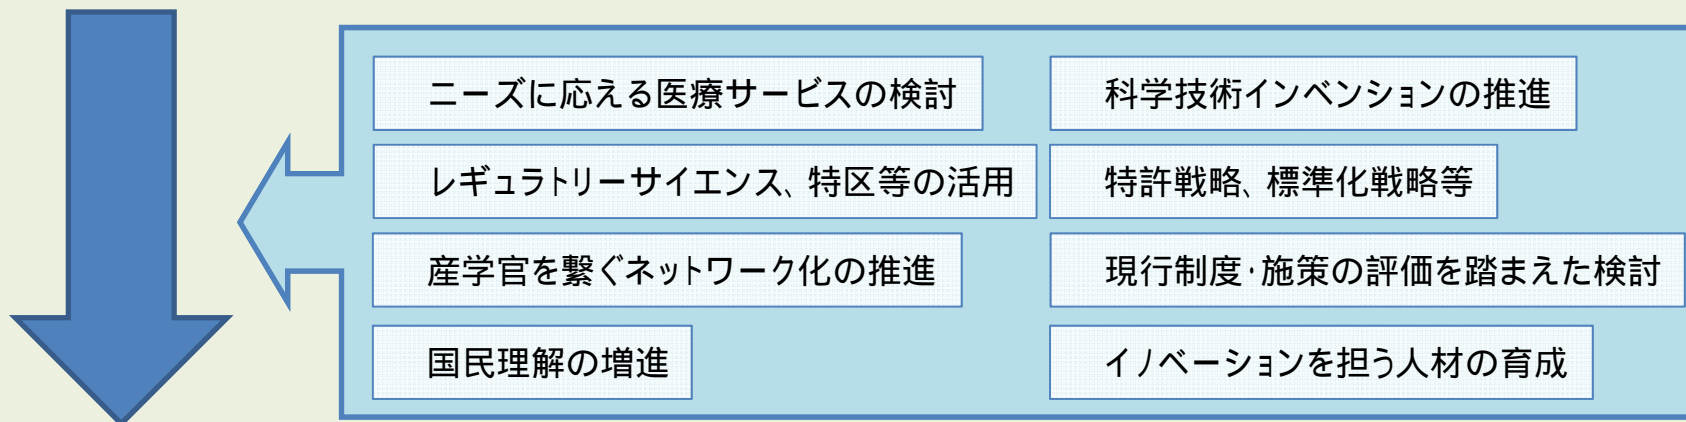 ニーズに応える医療サービスの検討
科学技術インベンションの推進
レギュラトリーサイエンス、特区等の活用
特許戦略、標準化戦略等
産学官を繋ぐネットワーク化の推進
現行制度・施策の評価を踏まえた検討
国民理解の増進
イノベーションを担う人材の育成